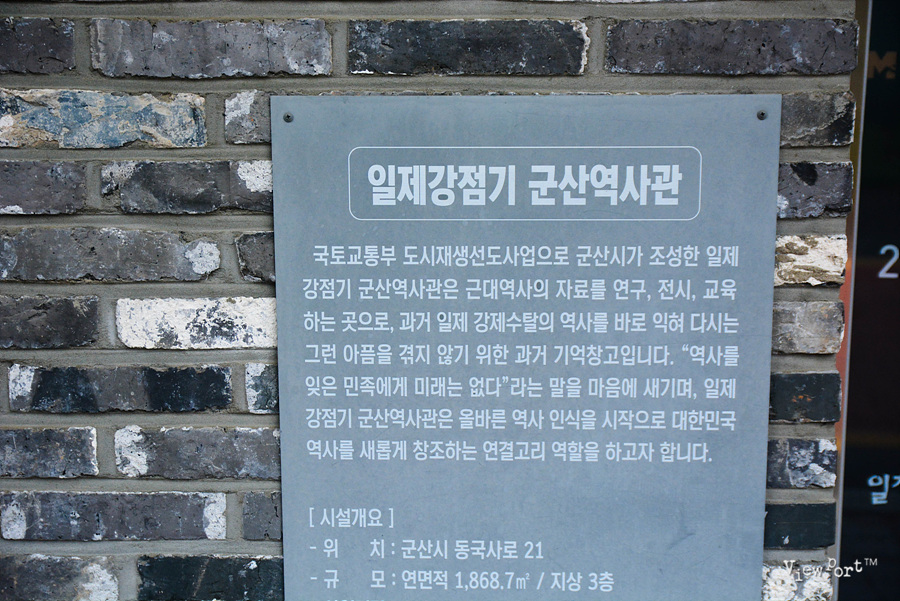 일제강점기 군산역사관
국토교통부 도시재생선도사업으로 군산시가 조성한 일제
강점기 군산역사관은 근대역사의 자료를 연구, 전시, 교육
하는 곳으로, 과거 일제 강제수탈의 역사를 바로 익혀 다시는
그런 아픔을 겪지 않기 위한 과거 기억창고입니다. “역사를
잊은 민족에게 미래는 없다”라는 말을 마음에 새기며, 일제
강점기 군산역사관은 올바른 역사 인식을 시작으로 대한민국
역사를 새롭게 창조하는 연결고리 역할을 하고자 합니다.
[ 시설개요 ]
- 위 치 : 군산시 동국사로 21
- 규 모 : 연면적 1,868.7㎡ / 지상 3층
M
2
viewport™